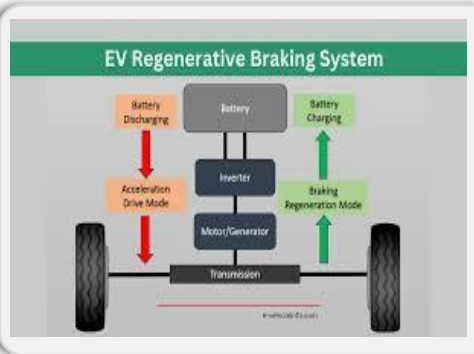 EV Regenerative Braking System
Battery
Discharging
Battery
Battery
Charging
Inverter
Acceleration
Drive Mode
Braking
Regeneration Mode
Motor/Generator
Transmission